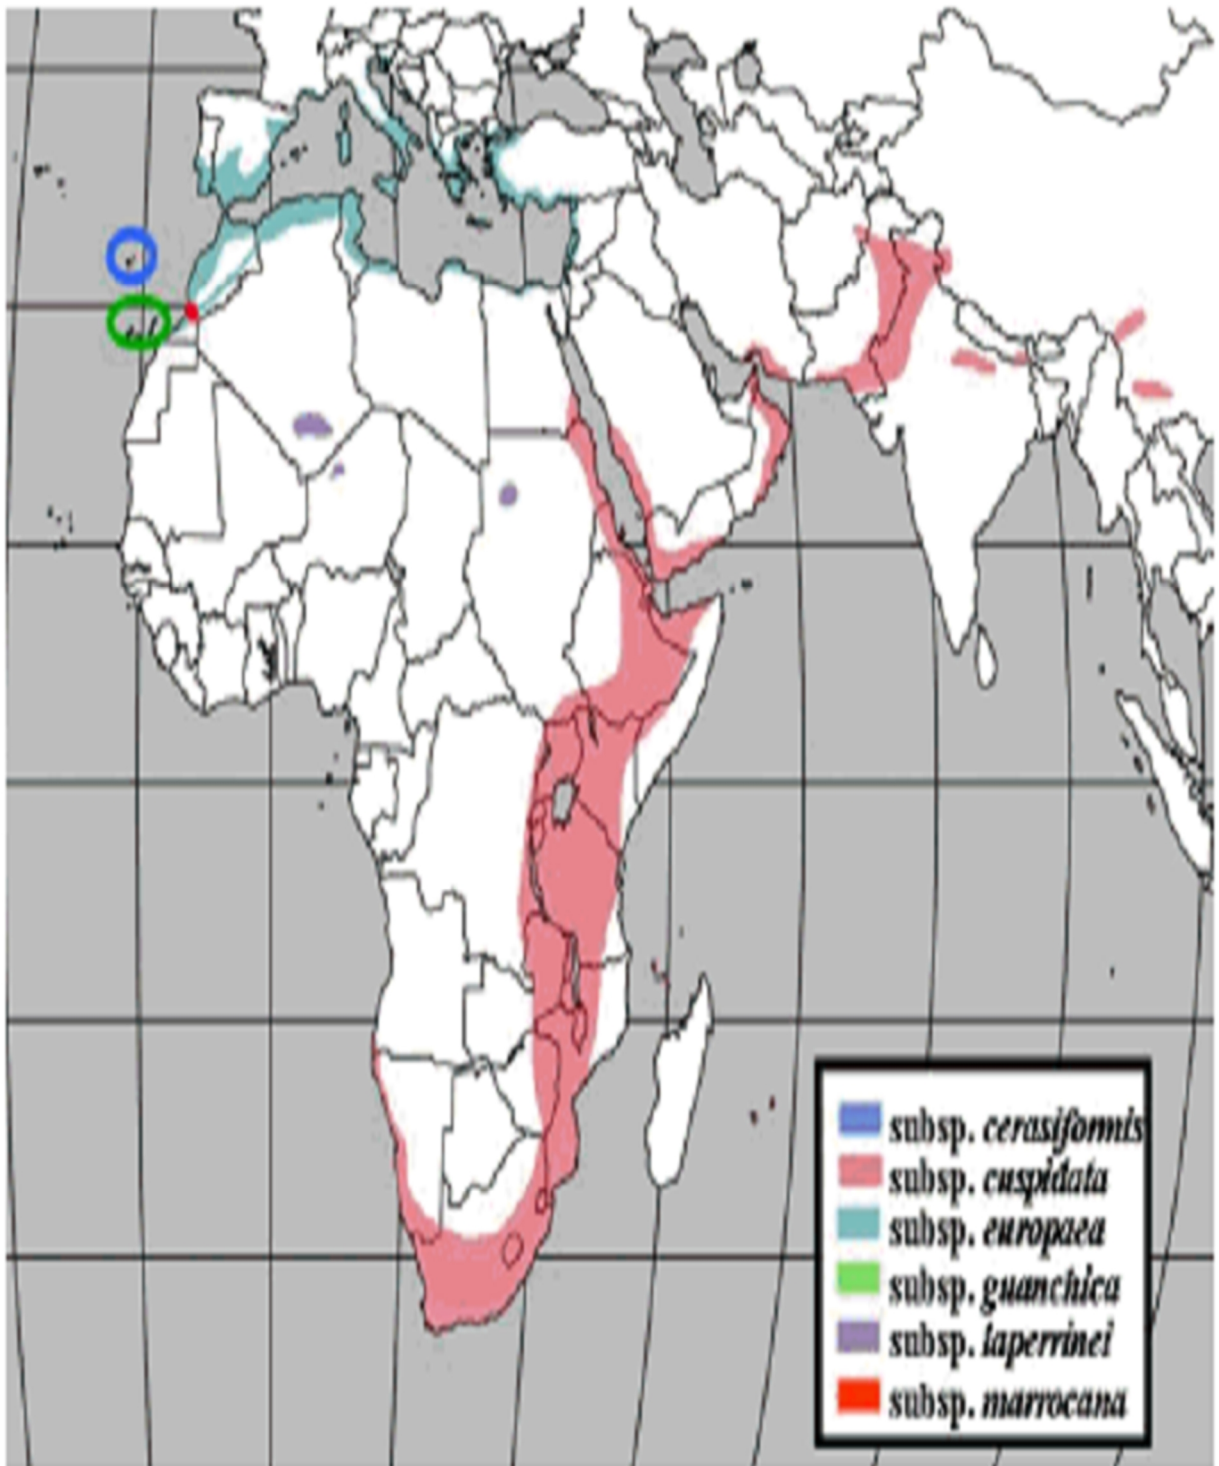 subsp. cerasiformis
subsp. cuspidata
subsp. europaea
subsp. guanchica
subsp. laperrinei
subsp. marrocana